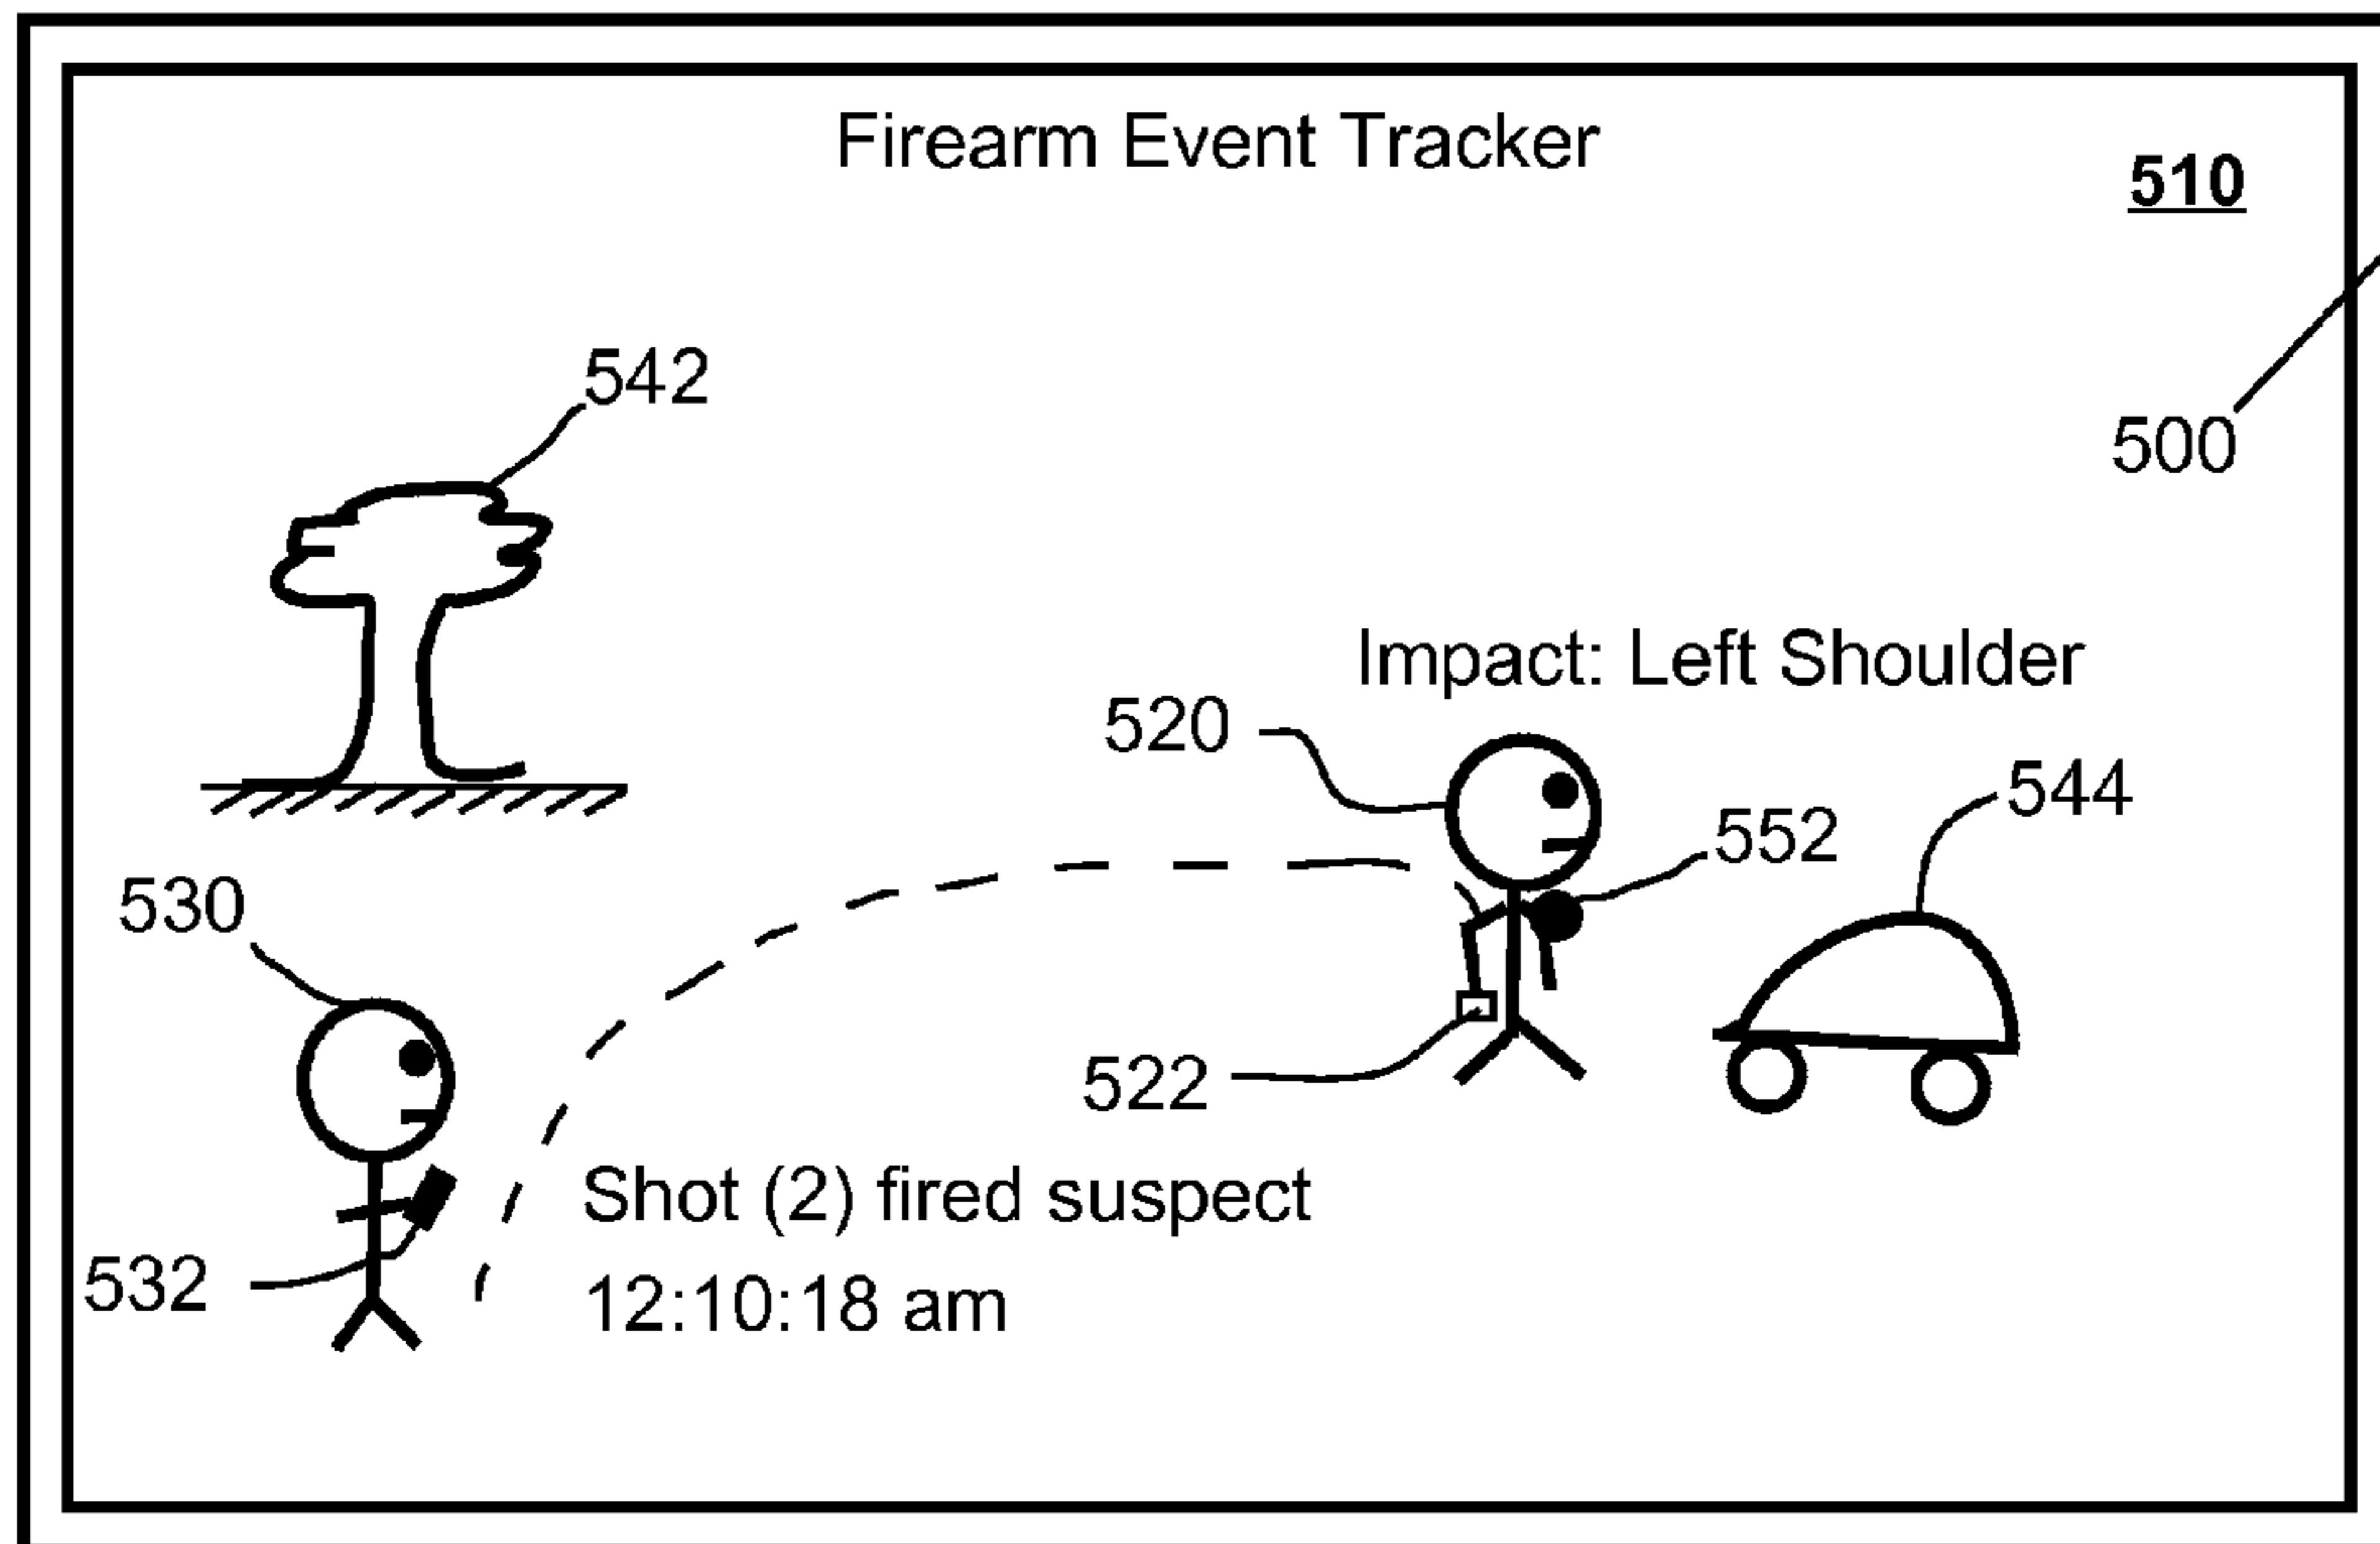 Firearm Event Tracker
510
500
542
Impact: Left Shoulder
520
544
552
530
522
Shot (2) fired suspect
532
12:10:18 am